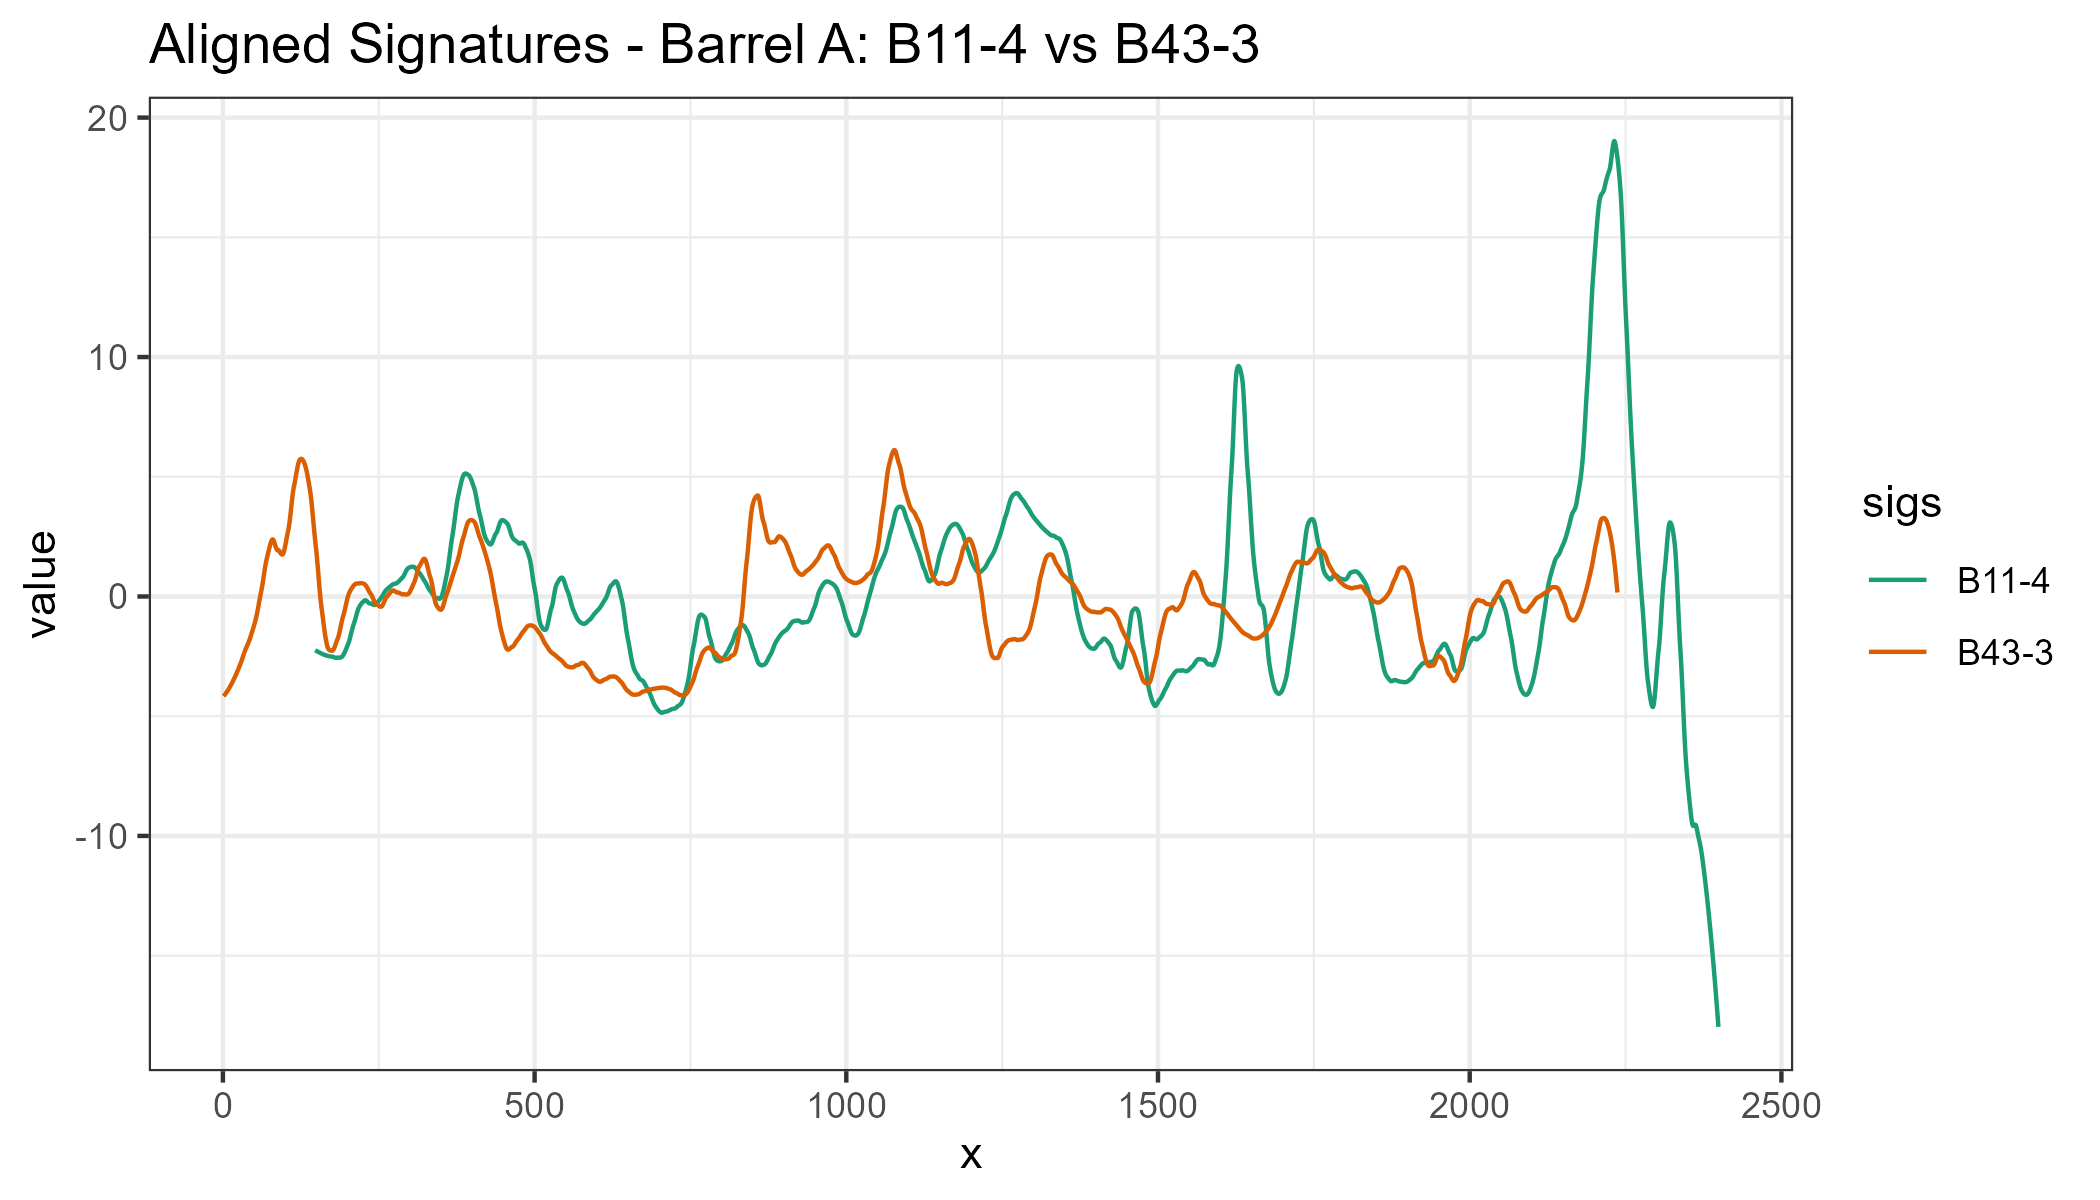 Aligned Signatures - Barrel A: B11-4 vs B43-3
20
10
0
-10
value
0 500 1000 1500 2000 2500
x
sigs
B11-4
B43-3